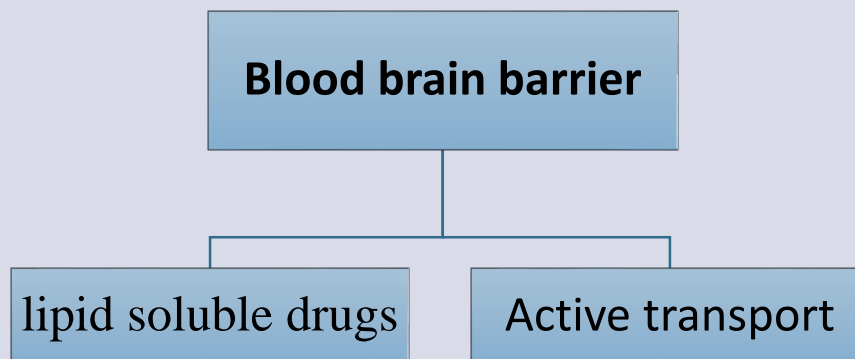 Blood brain barrier
lipid soluble drugs
Active transport